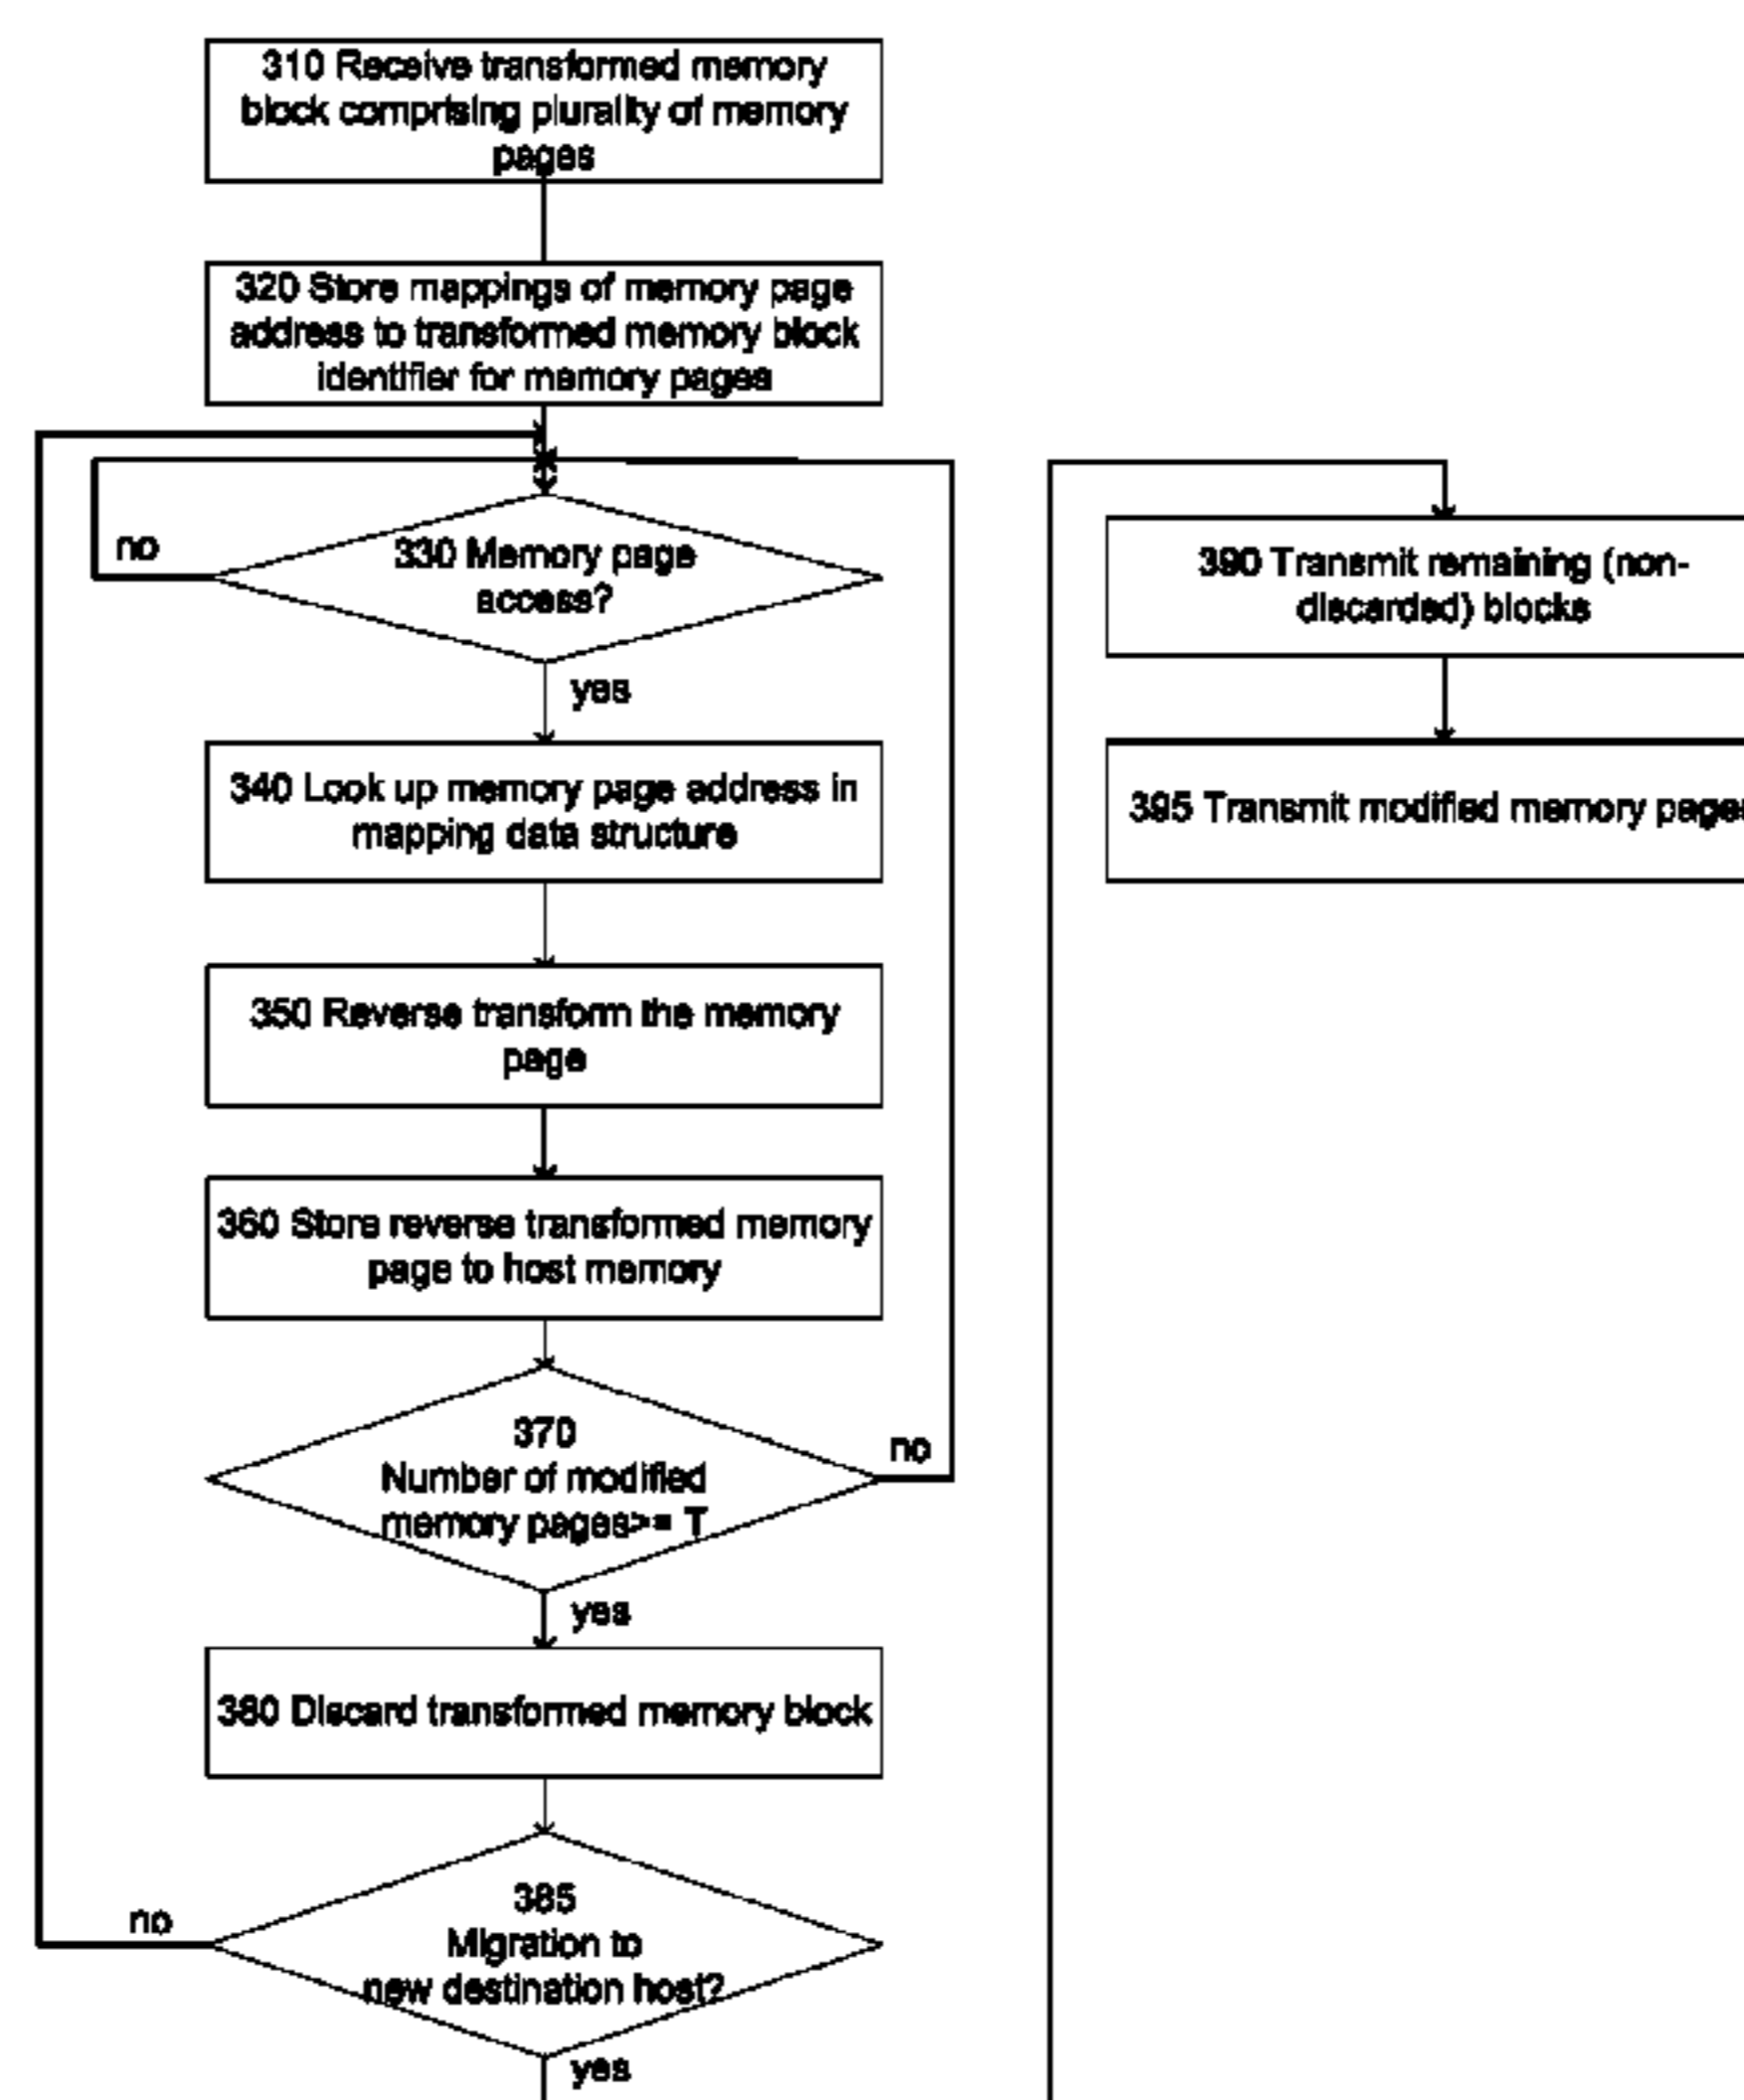 310 Receive transformed memory
block comprising plurality of memory
pages
320 Store mappings of memory page
address to transformed memory block
identifier for memory pages
no
330 Memory page
access?
yes
340 Look up memory page address in
mapping data structure
350 Reverse transform the memory
page
360 Store reverse transformed memory
page to host memory
370
Number of modified
memory pages>= T
no
yes
380 Discard transformed memory block
385
Migration to
new destination host?
no
yes
390 Transmit remaining (non-
discarded) blocks
395 Transmit modified memory pages